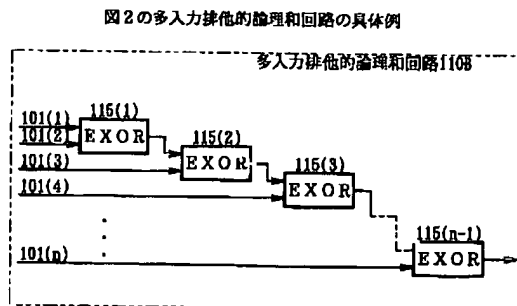 図2の多入力排他的論理和回路の具体例
多入力排他的論理和回路110B
101(1)
115(1)
101(2)
EXOR
115(2)
101(3)
EXOR
115(3)
101(4)
EXOR
115(n-1)
101(n)
EXOR